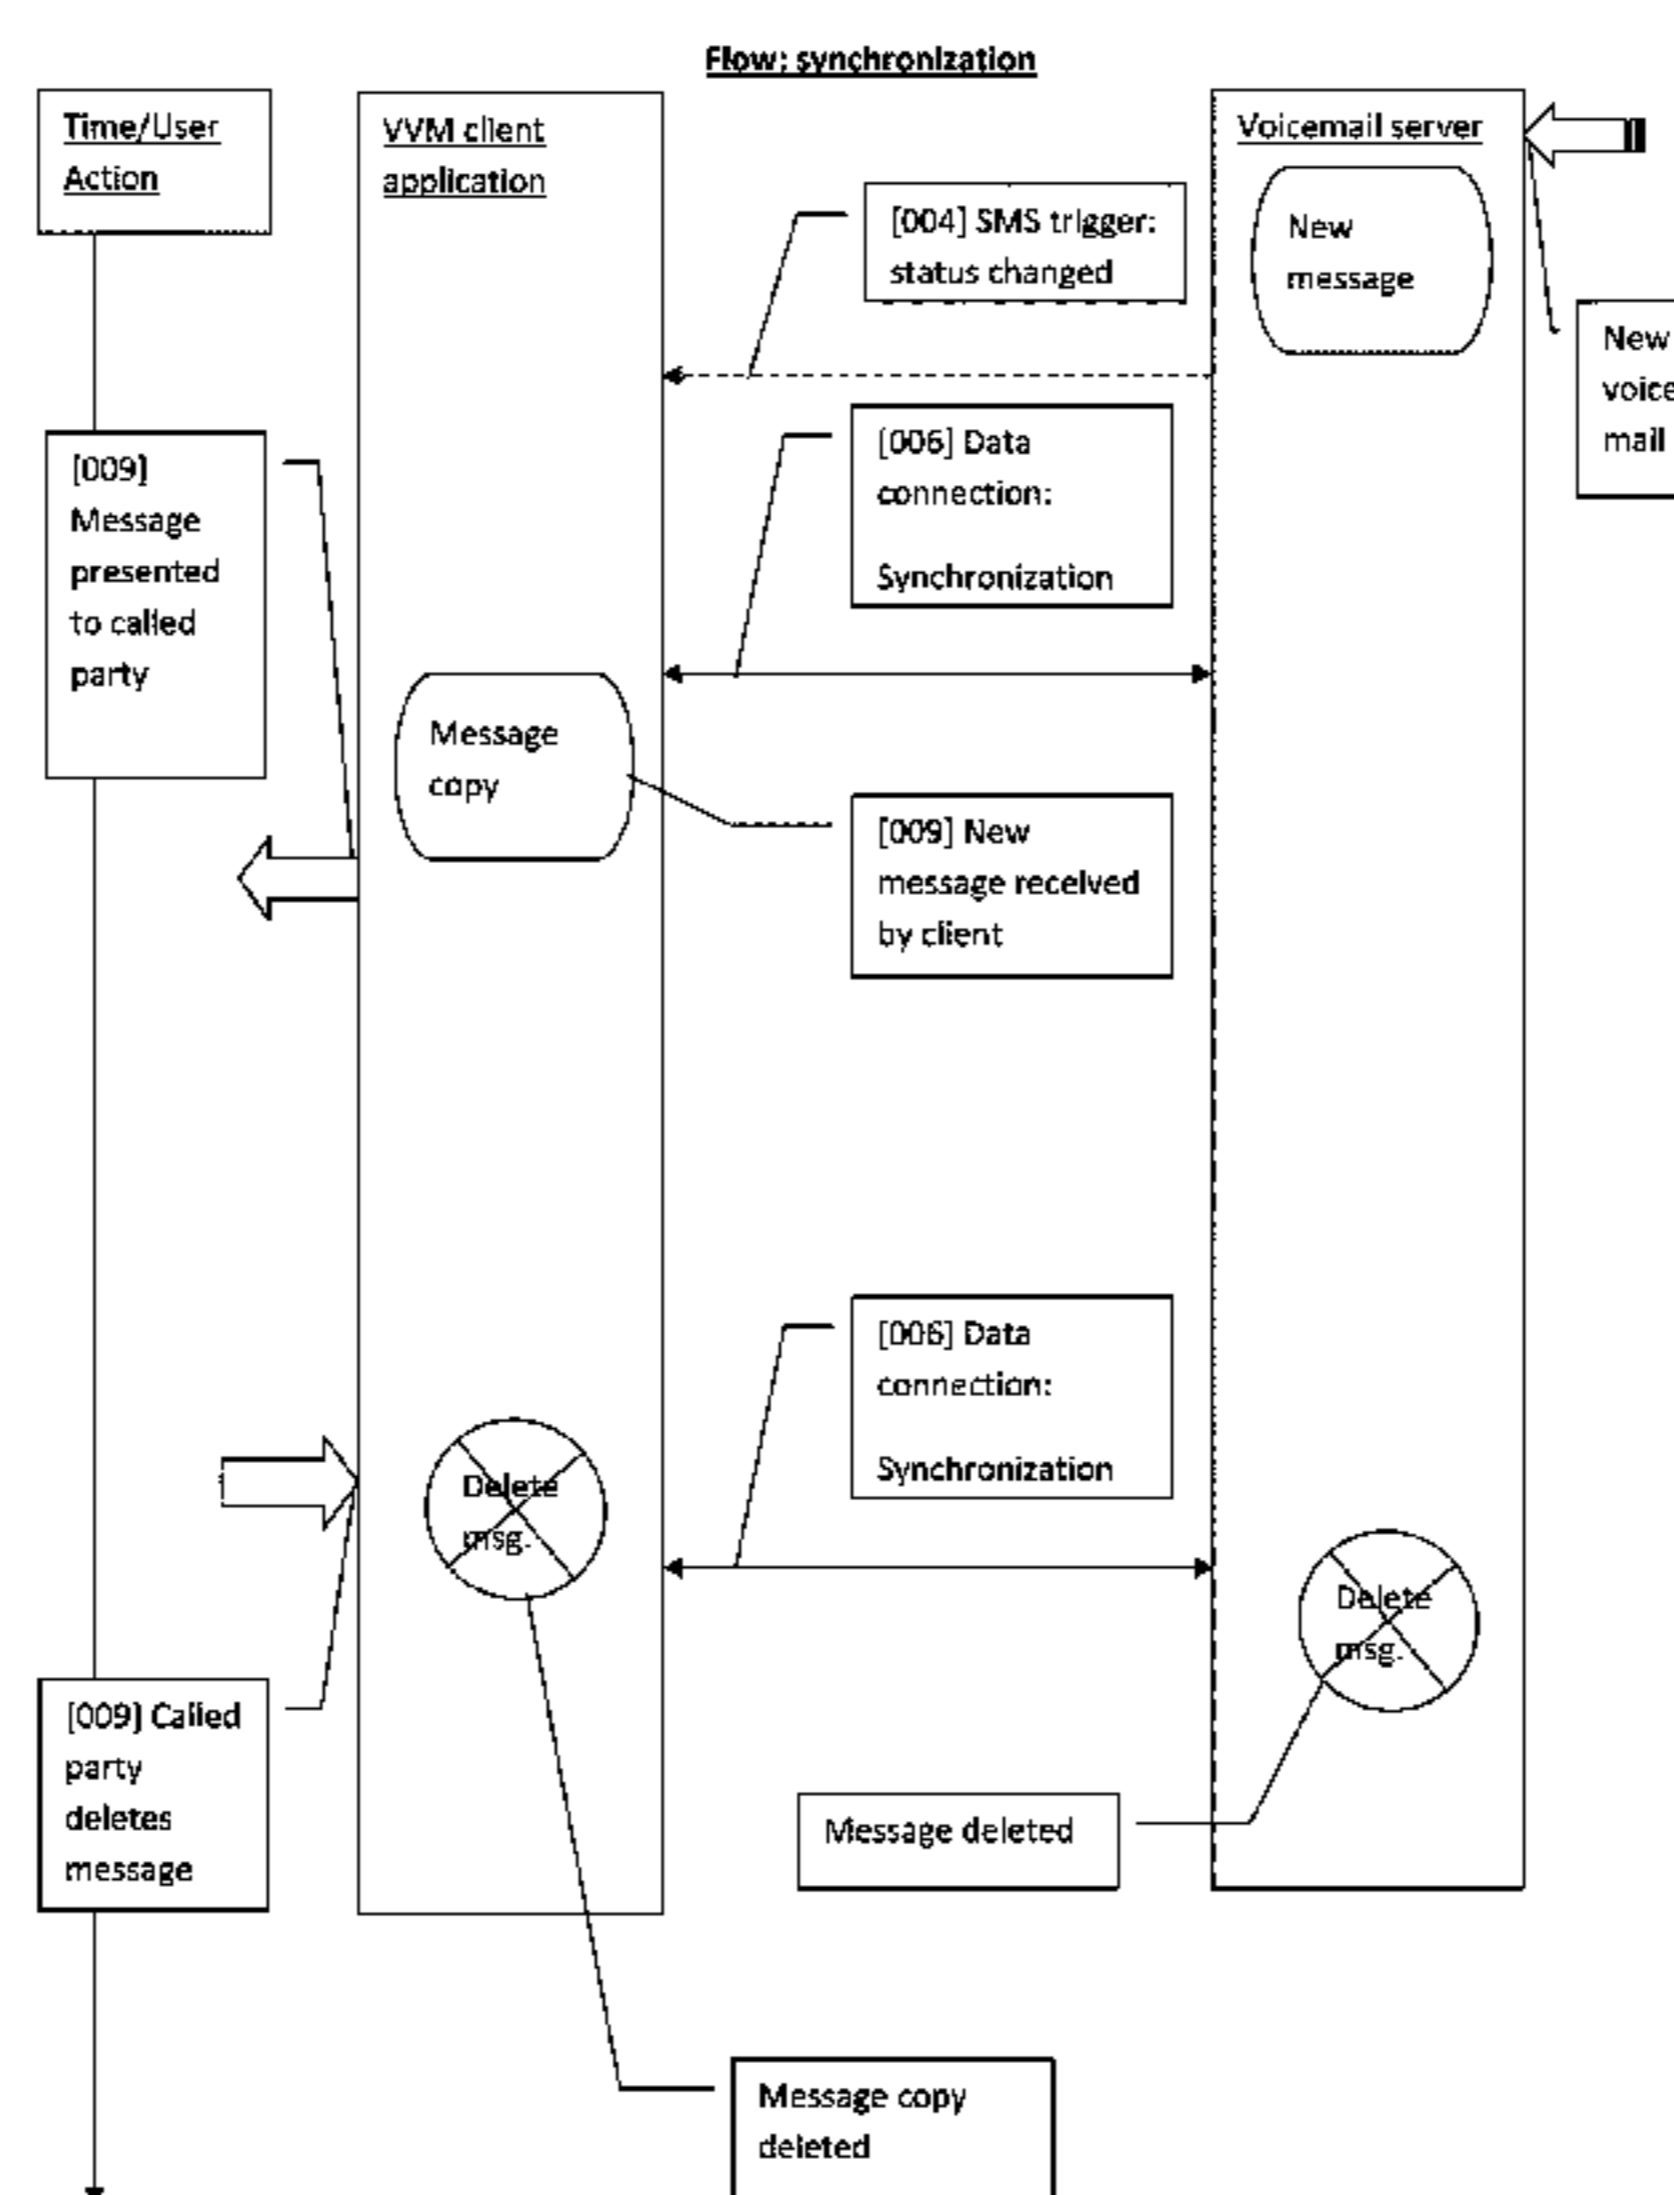 Flow: synchronization
Time/User
Action
VVM client
application
Voicemail server
[004] SMS trigger:
status changed
New
message
New
voice
mail
[006] Data
connection:
Synchronization
[009]
Message
presented
to called
party
Message
copy
[009] New
message received
by client
[006] Data
connection:
Synchronization
Delete
msg.
Delete
msg.
[009] Called
party
deletes
message
Message deleted
Message copy
deleted